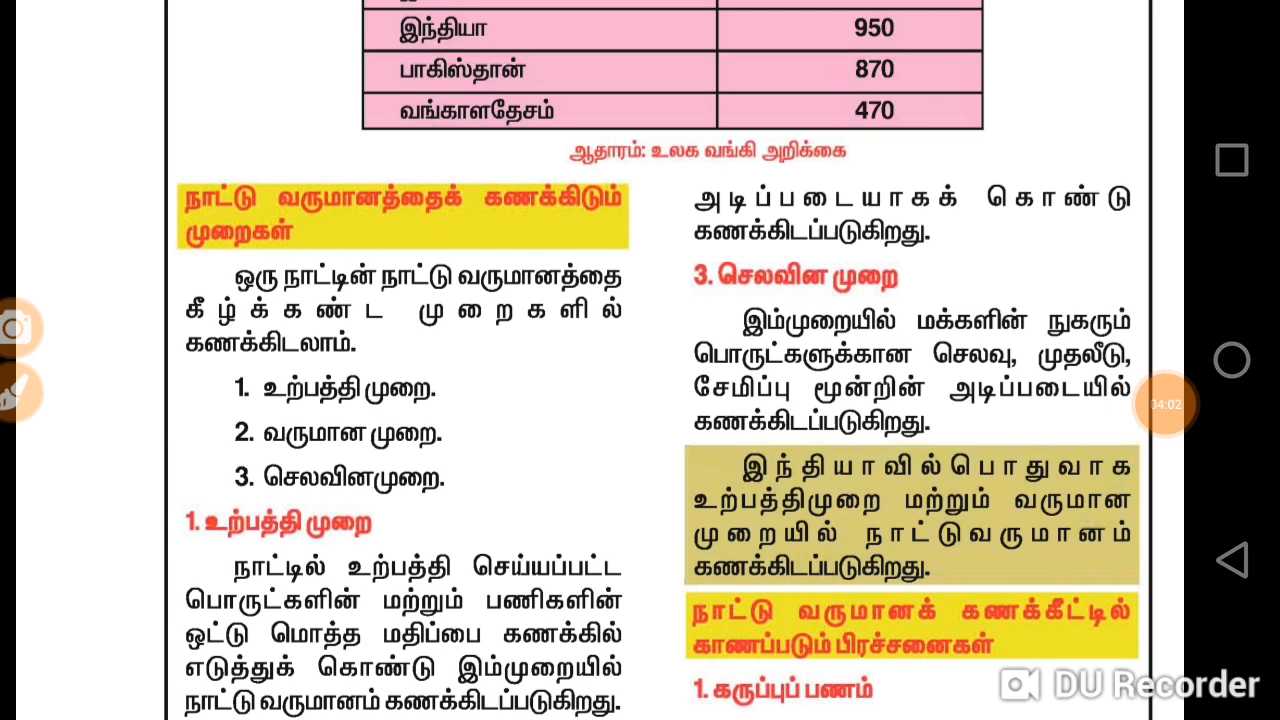 இந்தியா 950
பாகிஸ்தான் 870
வங்காளதேசம் 470
ஆதாரம்: உலக வங்கி அறிக்கை
நாட்டு வருமானத்தைக் கணக்கிடும்
முறைகள்
ஒரு நாட்டின் நாட்டு வருமானத்தை
கீழ்க்கண்ட முறைகளில்
கணக்கிடலாம்.
1. உற்பத்தி முறை.
2. வருமான முறை.
3. செலவினமுறை.
1. உற்பத்தி முறை
நாட்டில் உற்பத்தி செய்யப்பட்ட
பொருட்களின் மற்றும் பணிகளின்
ஒட்டு மொத்த மதிப்பை கணக்கில்
எடுத்துக் கொண்டு இம்முறையில்
நாட்டு வருமானம் கணக்கிடப்படுகிறது.
அடிப்படையாகக் கொண்டு
கணக்கிடப்படுகிறது.
3. செலவின முறை
இம்முறையில் மக்களின் நுகரும்
பொருட்களுக்கான செலவு, முதலீடு,
சேமிப்பு மூன்றின் அடிப்படையில்
கணக்கிடப்படுகிறது.
இந்தியாவில் பொதுவாக
உற்பத்திமுறை மற்றும் வருமான
முறையில் நாட்டுவருமானம்
கணக்கிடப்படுகிறது.
நாட்டு வருமானக் கணக்கீட்டில்
காணப்படும் பிரச்சனைகள்
1. கருப்புப் பணம்
04:02
DU Recorder